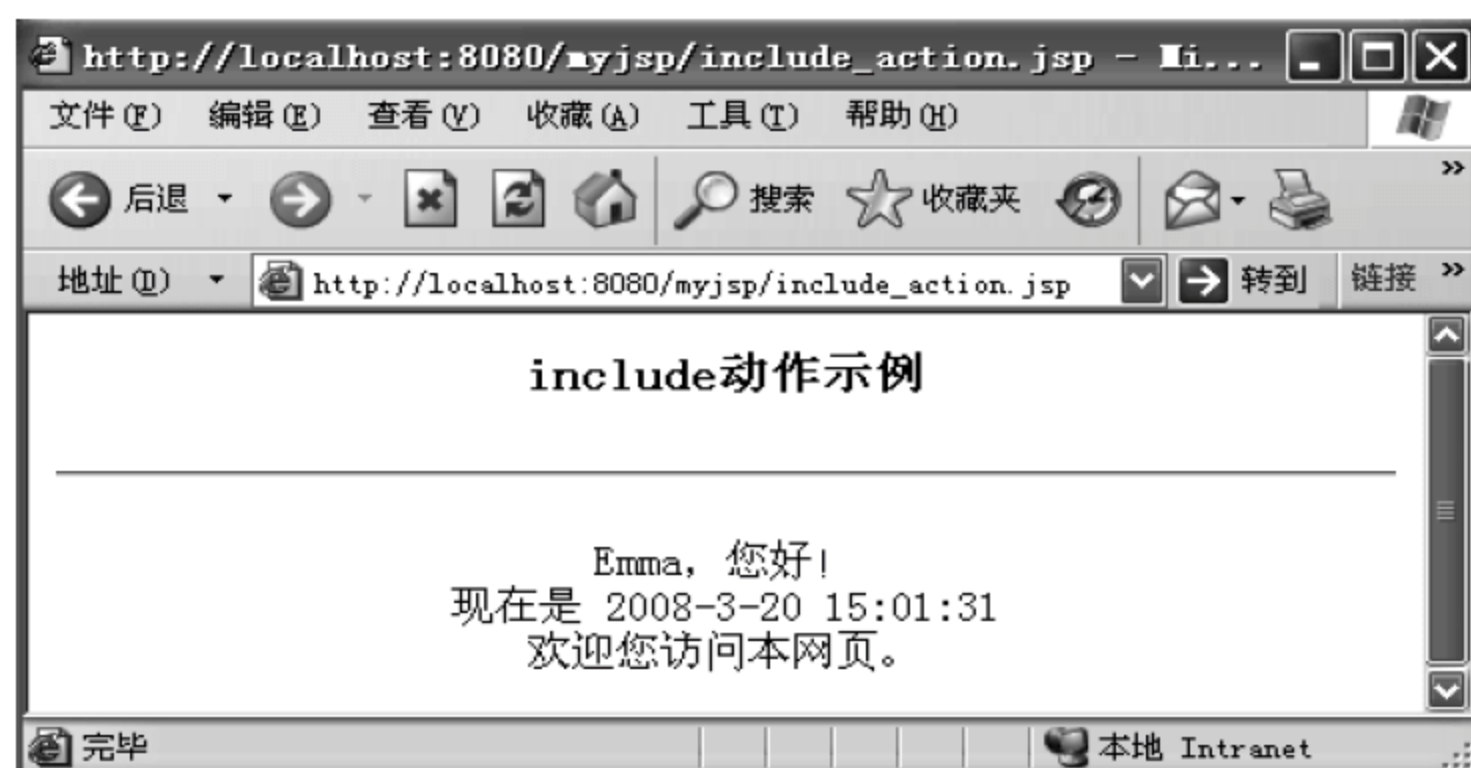 http://localhost:8080/myjsp/include_action.jsp - Mi...
文件(F) 编辑(E) 查看(V) 收藏(A) 工具(T) 帮助(H)
后退 搜索 收藏夹 »
地址(D) http://localhost:8080/myjsp/include_action.jsp 转到 链接 »
include动作示例
Emma, 您好!
现在是 2008-3-20 15:01:31
欢迎您访问本网页。
完毕 本地 Intranet